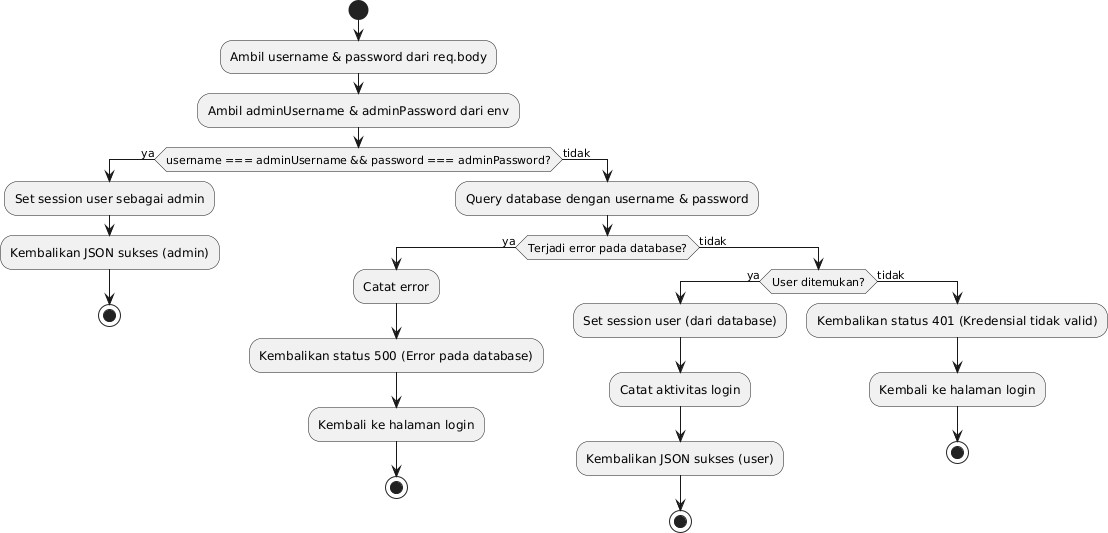 Ambil username & password dari req.body
Ambil adminUsername & adminPassword dari env
ya
username === adminUsername && password === adminPassword?
tidak
Set session user sebagai admin
Kembalikan JSON sukses (admin)
Query database dengan username & password
ya
Terjadi error pada database?
tidak
Catat error
Kembalikan status 500 (Error pada database)
Kembali ke halaman login
ya
User ditemukan?
tidak
Set session user (dari database)
Catat aktivitas login
Kembalikan JSON sukses (user)
Kembalikan status 401 (Kredensial tidak valid)
Kembali ke halaman login